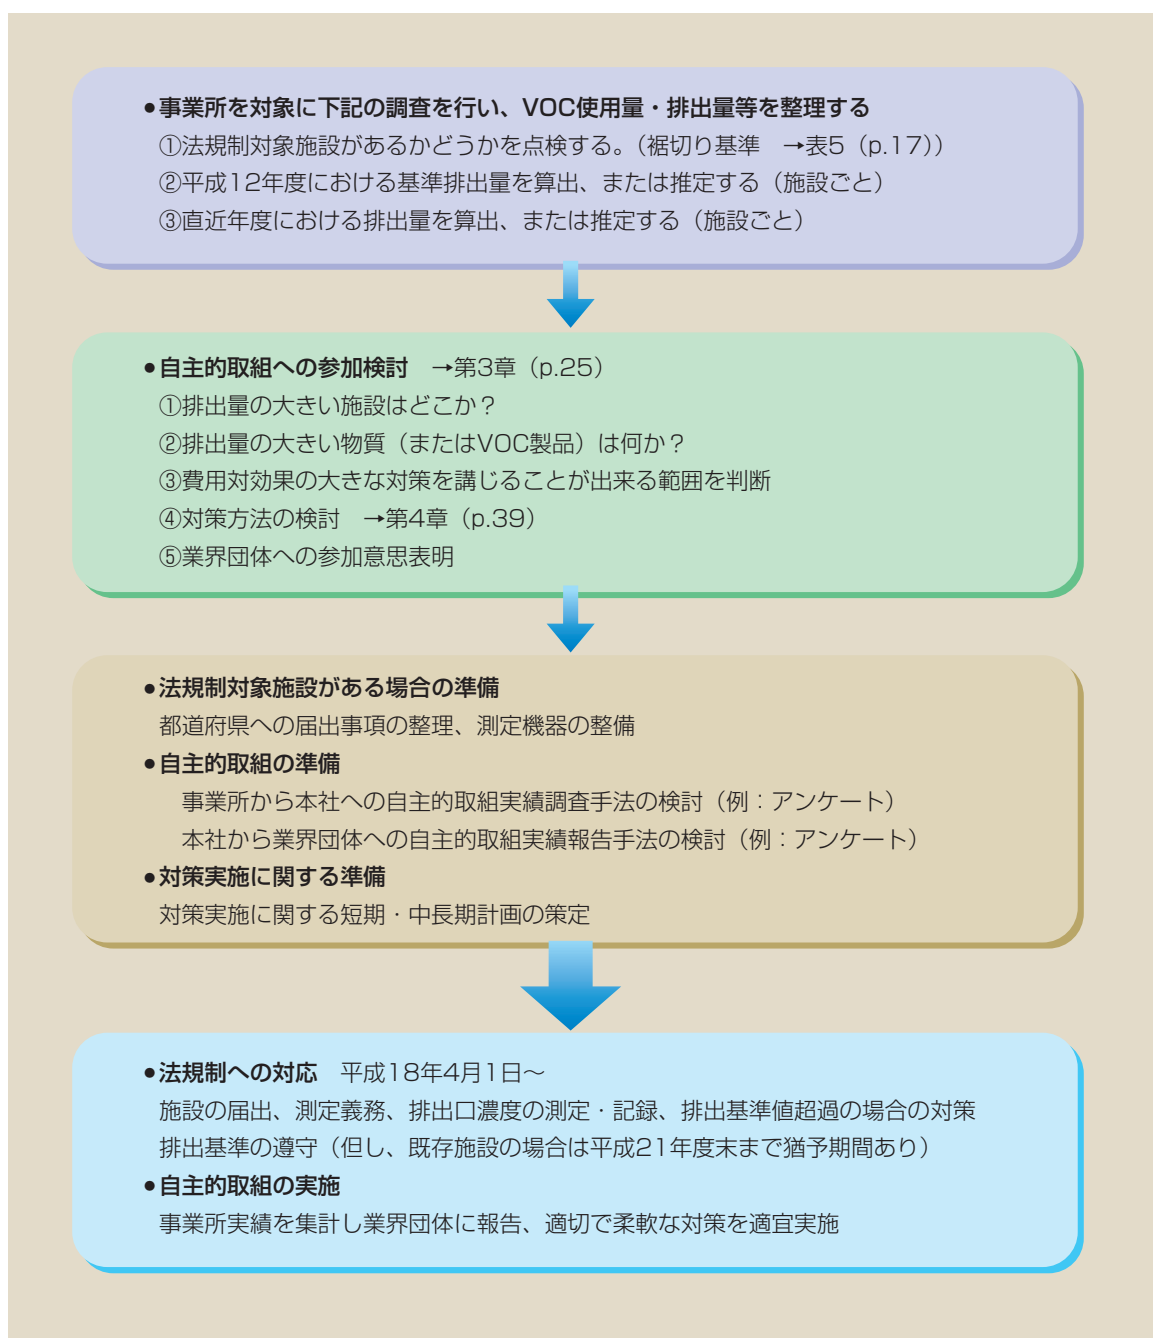 ●事業所を対象に下記の調査を行い、VOC使用量・排出量等を整理する
①法規制対象施設があるかどうかを点検する。（裾切り基準　→表5（p.17））
②平成12年度における基準排出量を算出、または推定する（施設ごと）
③直近年度における排出量を算出、または推定する（施設ごと）
●自主的取組への参加検討　→第3章（p.25）
①排出量の大きい施設はどこか？
②排出量の大きい物質（またはVOC製品）は何か？
③費用対効果の大きな対策を講じることが出来る範囲を判断
④対策方法の検討　→第4章（p.39）
⑤業界団体への参加意思表明
●法規制対象施設がある場合の準備
都道府県への届出事項の整理、測定機器の整備
●自主的取組の準備
事業所から本社への自主的取組実績調査手法の検討（例：アンケート）
本社から業界団体への自主的取組実績報告手法の検討（例：アンケート）
●対策実施に関する準備
対策実施に関する短期・中長期計画の策定
●法規制への対応　平成18年4月1日〜
施設の届出、測定義務、排出口濃度の測定・記録、排出基準値超過の場合の対策
排出基準の遵守（但し、既存施設の場合は平成21年度末まで猶予期間あり）
●自主的取組の実施
事業所実績を集計し業界団体に報告、適切で柔軟な対策を適宜実施